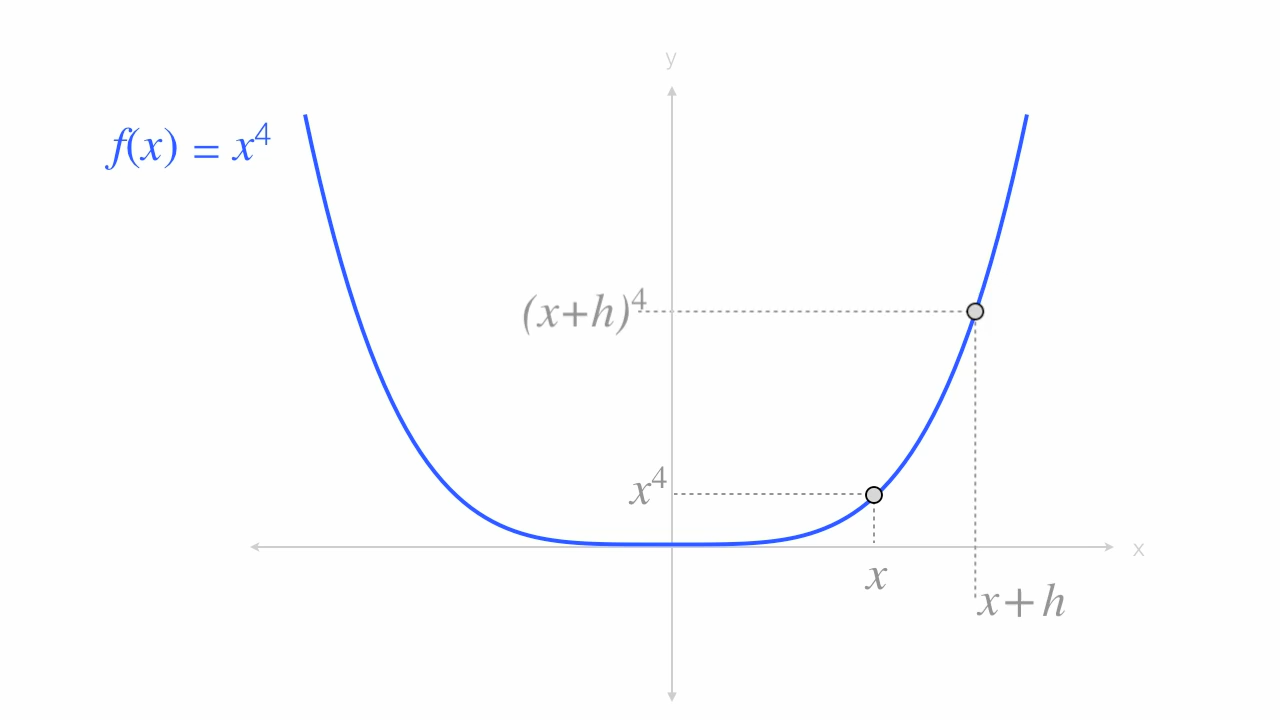 y
f(x) = x⁴
(x+h)⁴
x⁴
x
x
x+h